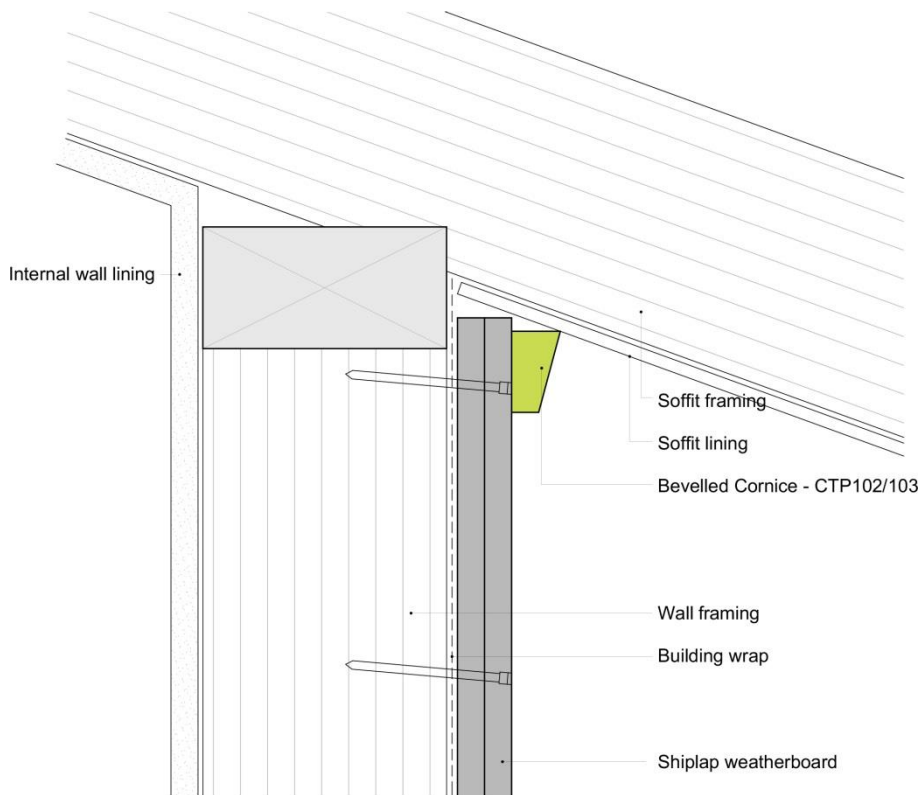 Internal wall lining
Soffit framing
Soffit lining
Bevelled Cornice - CTP102/103
Wall framing
Building wrap
Shiplap weatherboard